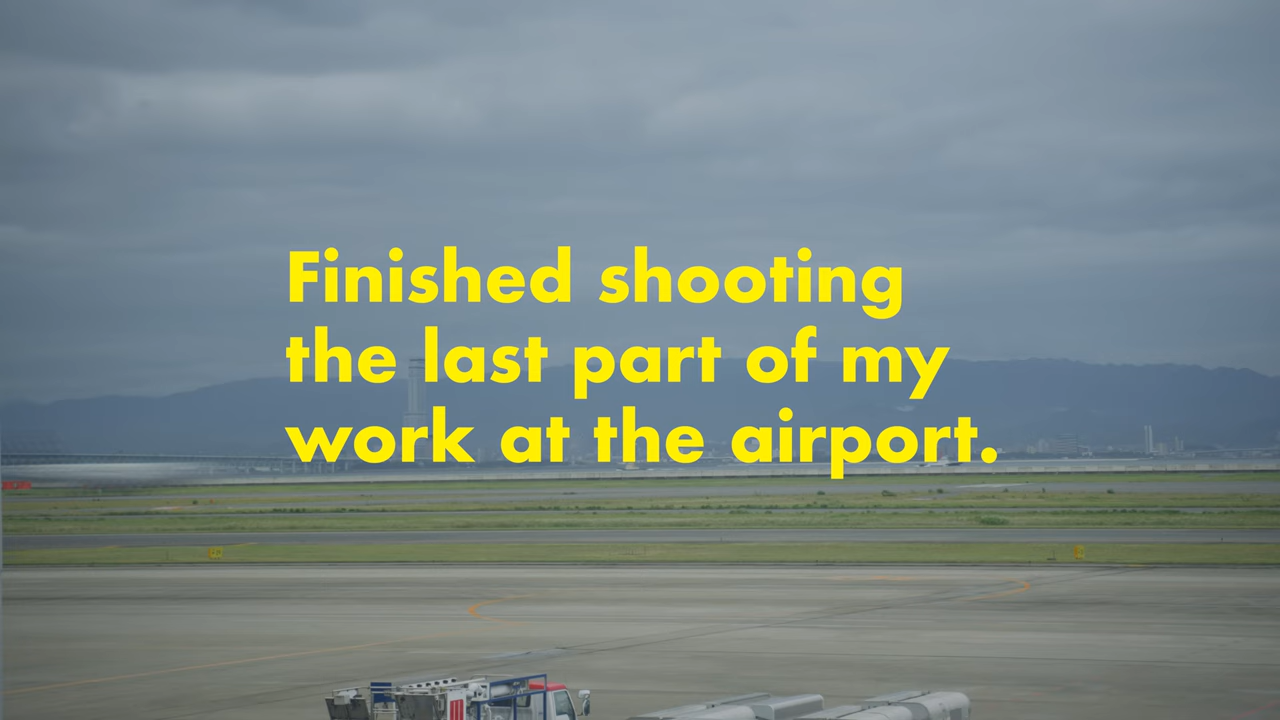 Finished shooting
the last part of my
work at the airport.